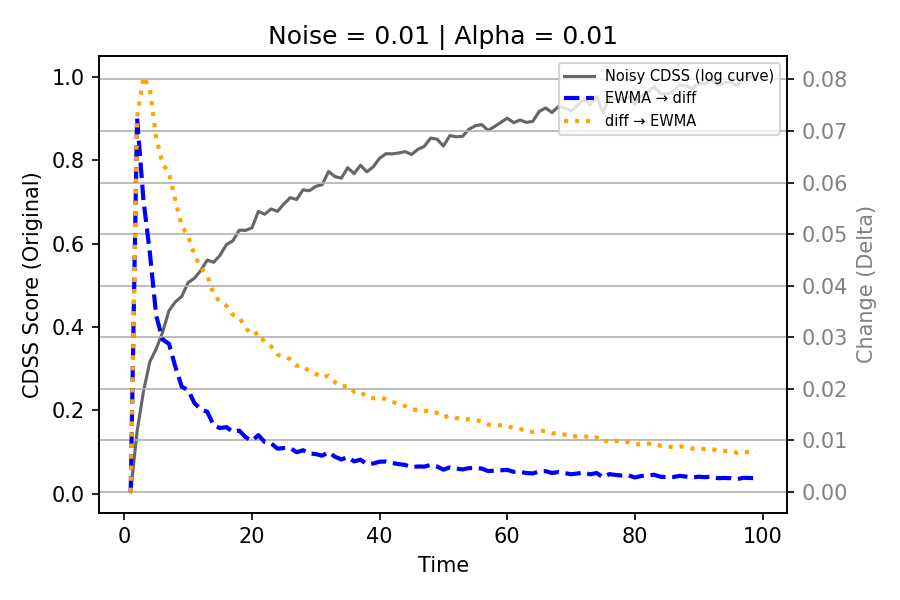 Noise = 0.01 | Alpha = 0.01
Noisy CDSS (log curve)
EWMA → diff
diff → EWMA
CDSS Score (Original)
1.0
0.8
0.6
0.4
0.2
0.0
0.08
0.07
0.06
0.05
0.04
0.03
0.02
0.01
0.00
Change (Delta)
0 20 40 60 80 100
Time